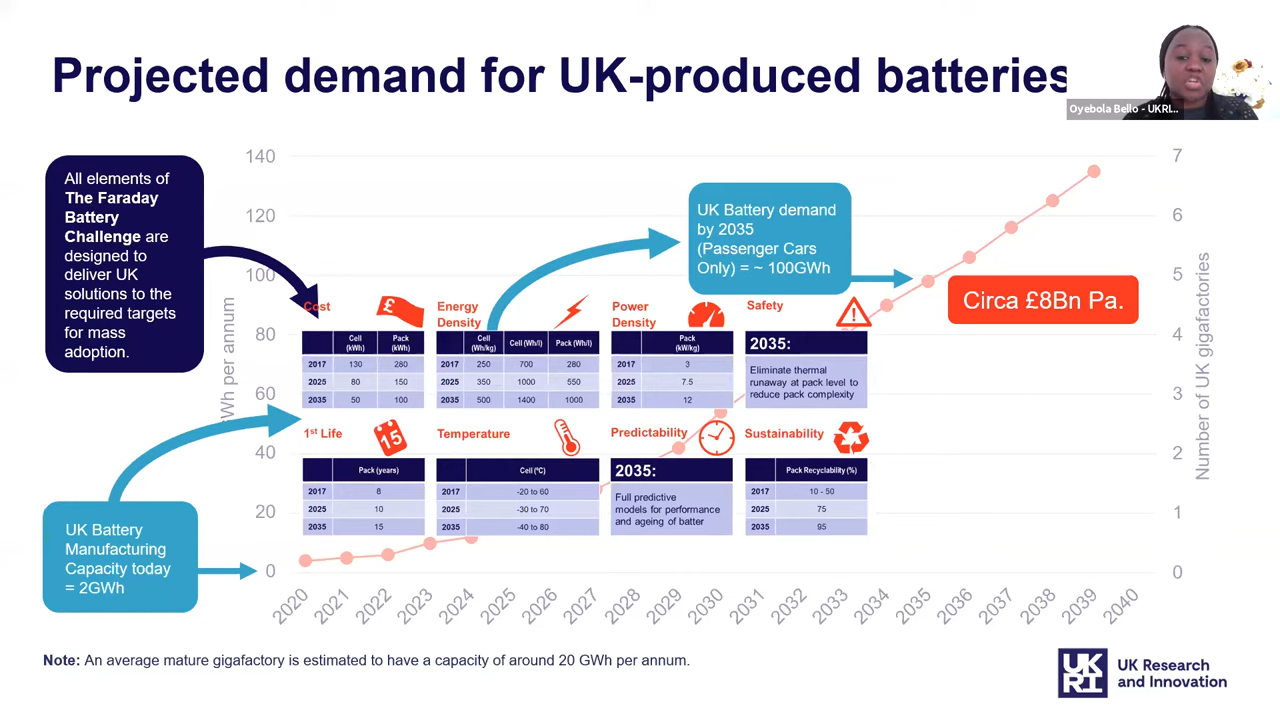 Projected demand for UK-produced batteries
Oyebola Bello - UKRI...
All elements of
The Faraday
Battery
Challenge are
designed to
deliver UK
solutions to the
required targets
for mass
adoption.
UK Battery
Manufacturing
Capacity today
= 2GWh
UK Battery demand
by 2035
(Passenger Cars
Only) = ~ 100GWh
Circa £8Bn Pa.
140
120
100
80
60
40
20
0
Wh per annum
7
6
5
4
3
2
1
0
Number of UK gigafactories
Cost
£
Cell (kWh) Pack (kWh)
2017 130 280
2025 80 150
2035 50 100
Energy
Density
Cell (Wh/kg) Cell (Wh/l) Pack (Wh/l)
2017 250 700 280
2025 350 1000 550
2035 500 1400 1000
Power
Density
Pack (kW/kg)
2017 3
2025 7.5
2035 12
Safety
2035:
Eliminate thermal
runaway at pack level to
reduce pack complexity
1st Life
15
Pack (years)
2017 8
2025 10
2035 15
Temperature
Cell (ºC)
2017 -20 to 60
2025 -30 to 70
2035 -40 to 80
Predictability
2035:
Full predictive
models for performance
and ageing of batter
Sustainability
Pack Recyclability (%)
2017 10 - 50
2025 75
2035 95
2020 2021 2022 2023 2024 2025 2026 2027 2028 2029 2030 2031 2032 2033 2034 2035 2036 2037 2038 2039 2040
Note: An average mature gigafactory is estimated to have a capacity of around 20 GWh per annum.
UK
RI
UK Research
and Innovation